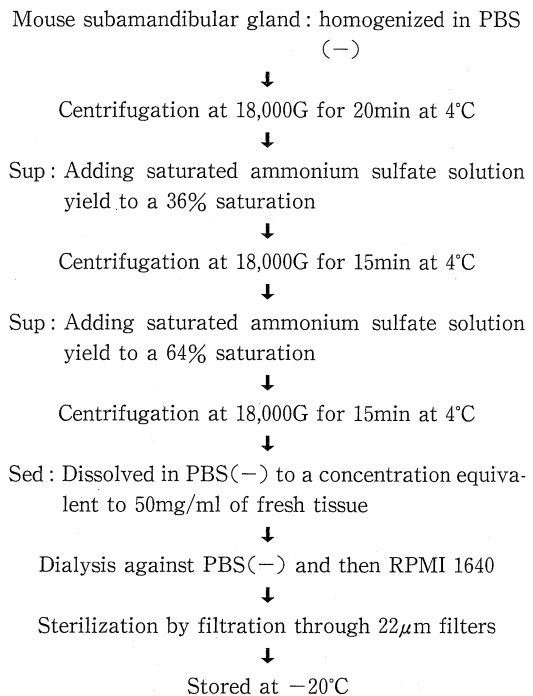 Mouse subamandibular gland : homogenized in PBS
(−)
↓
Centrifugation at 18,000G for 20min at 4℃
↓
Sup : Adding saturated ammonium sulfate solution
yield to a 36% saturation
↓
Centrifugation at 18,000G for 15min at 4℃
↓
Sup : Adding saturated ammonium sulfate solution
yield to a 64% saturation
↓
Centrifugation at 18,000G for 15min at 4℃
↓
Sed : Dissolved in PBS(−) to a concentration equiva-
lent to 50mg/ml of fresh tissue
↓
Dialysis against PBS(−) and then RPMI 1640
↓
Sterilization by filtration through 22μm filters
↓
Stored at −20℃